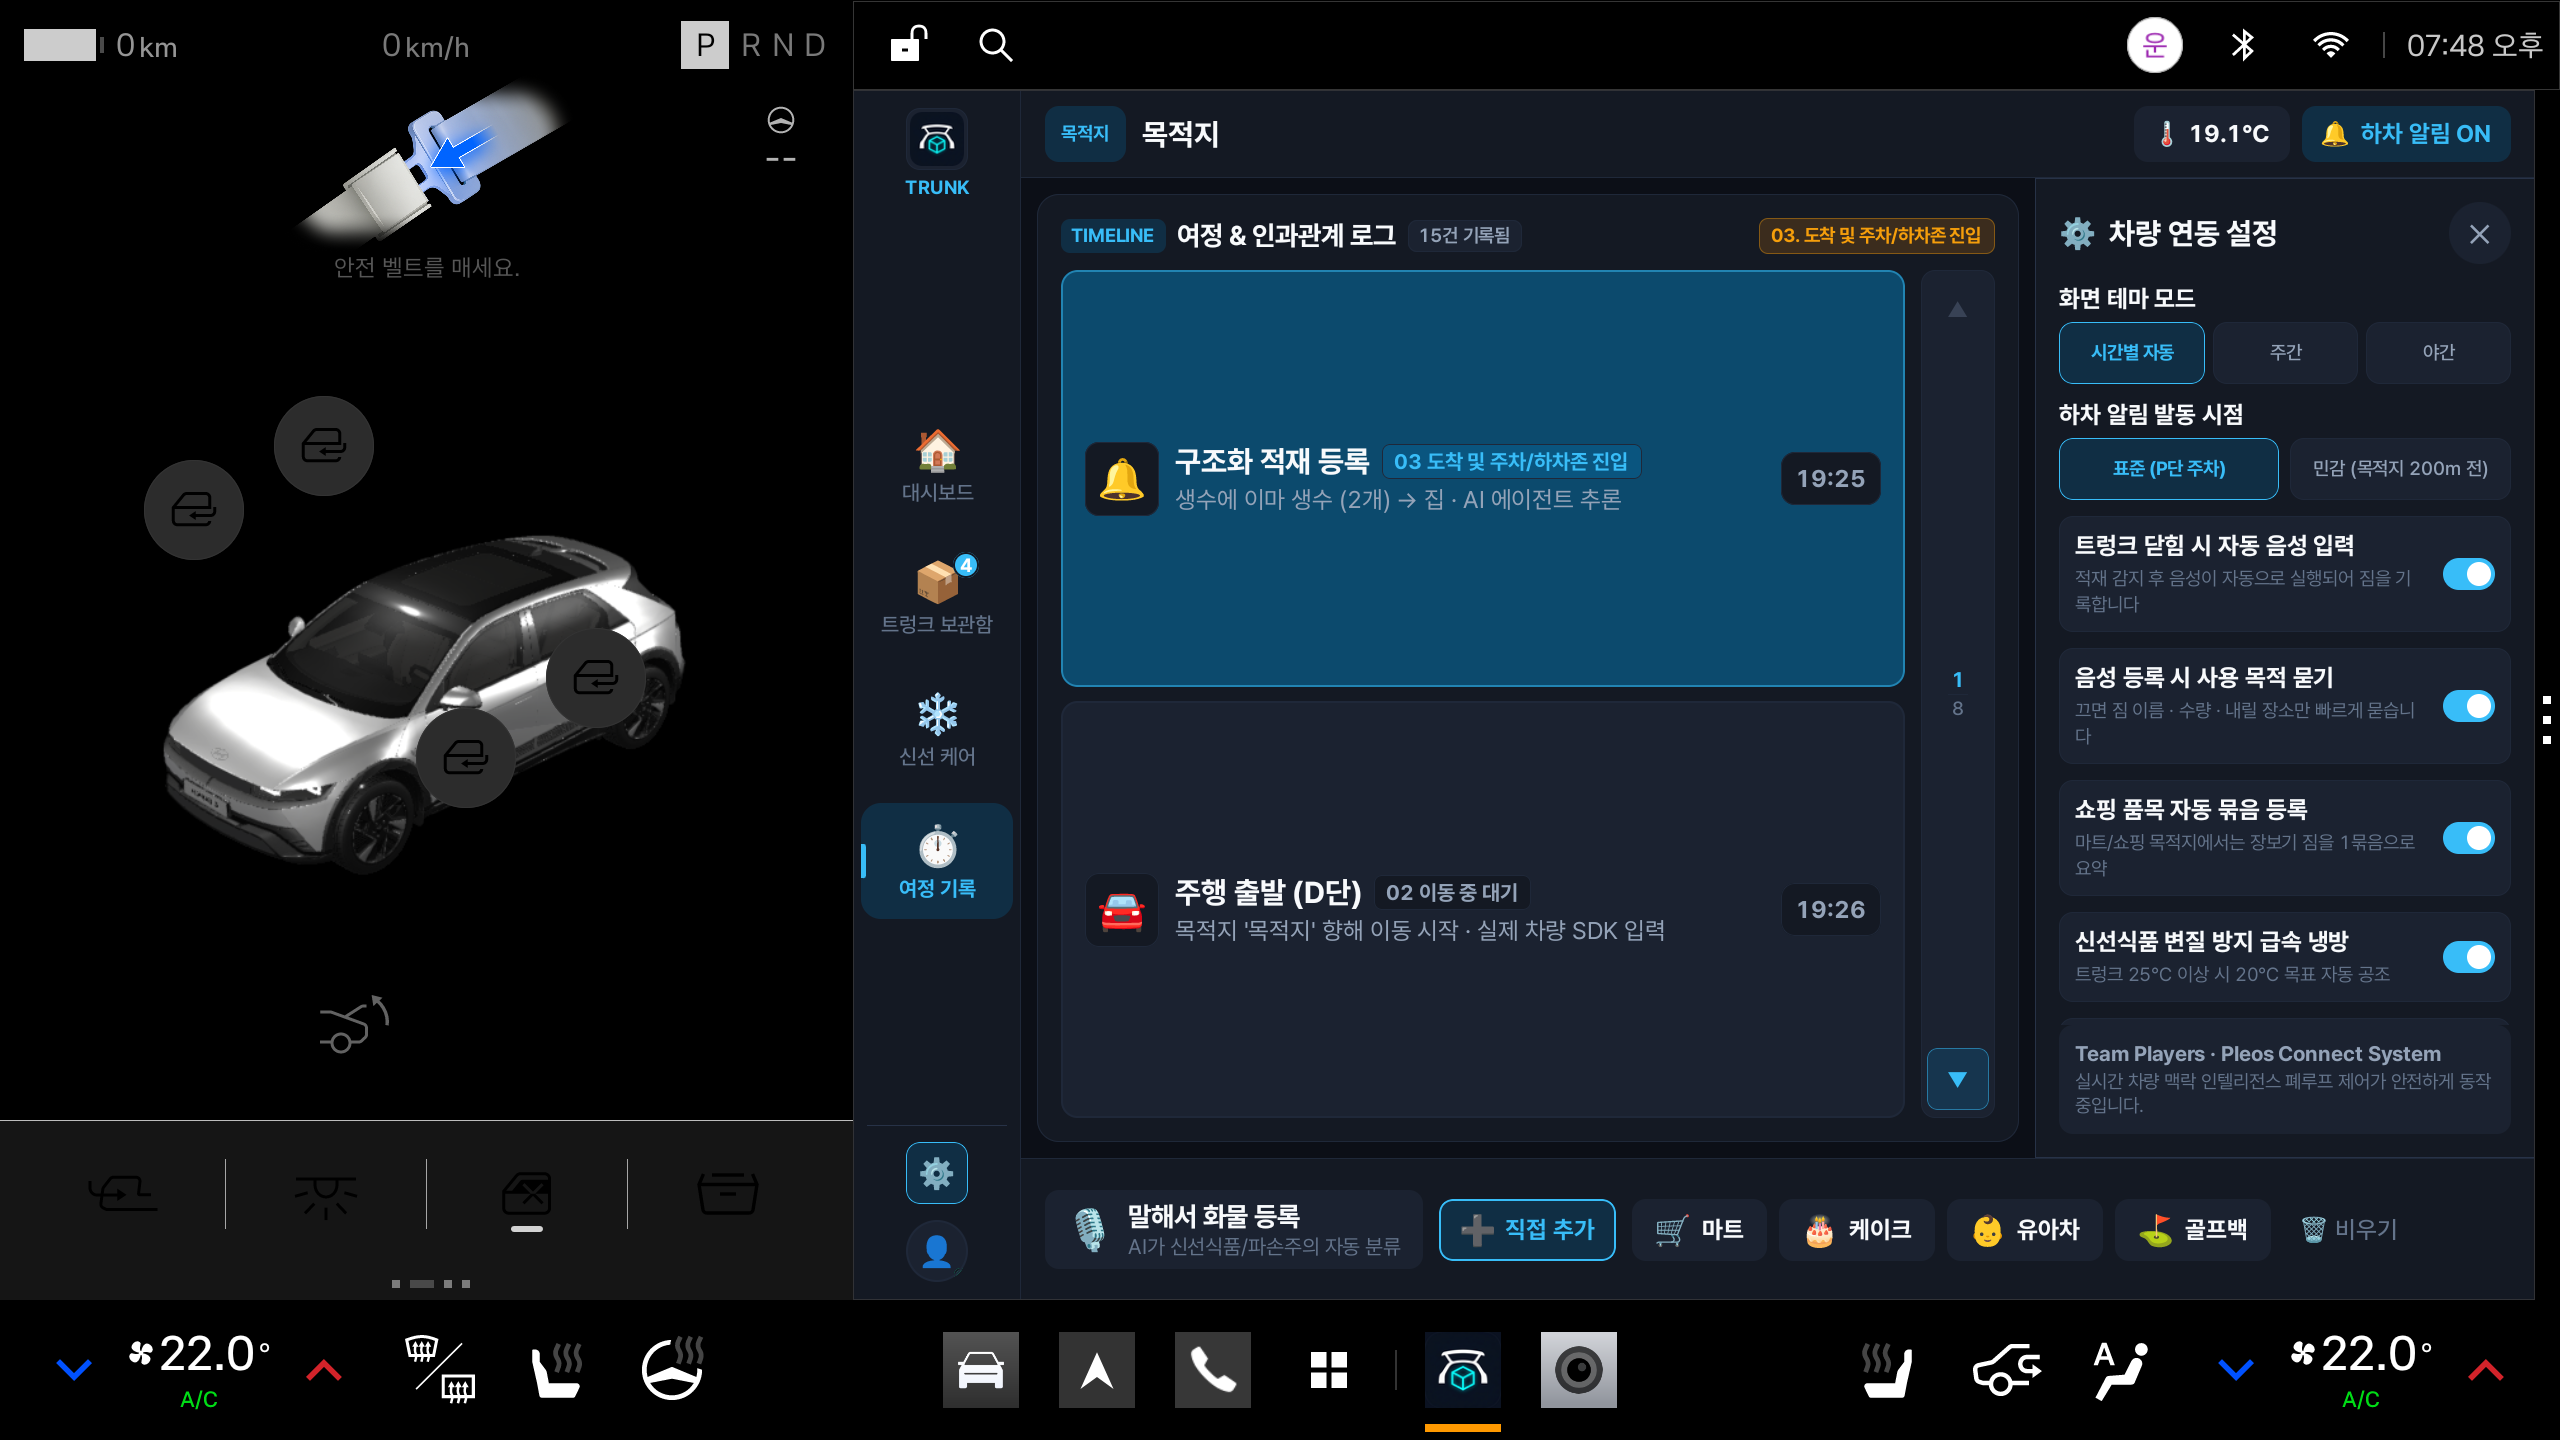 0 km
0 km/h
P R N D
07:48 오후
운
안전 벨트를 매세요.
--
TRUNK
대시보드
4
트렁크 보관함
신선 케어
여정 기록
목적지 목적지
19.1°C
하차 알림 ON
TIMELINE 여정 & 인과관계 로그 15건 기록됨
03. 도착 및 주차/하차존 진입
구조화 적재 등록 03 도착 및 주차/하차존 진입
생수에 이마 생수 (2개) → 집 · AI 에이전트 추론
19:25
주행 출발 (D단) 02 이동 중 대기
목적지 '목적지' 향해 이동 시작 · 실제 차량 SDK 입력
19:26
1
8
차량 연동 설정
화면 테마 모드
시간별 자동 주간 야간
하차 알림 발동 시점
표준 (P단 주차) 민감 (목적지 200m 전)
트렁크 닫힘 시 자동 음성 입력
적재 감지 후 음성이 자동으로 실행되어 짐을 기
록합니다
음성 등록 시 사용 목적 묻기
끄면 짐 이름 · 수량 · 내릴 장소만 빠르게 묻습니
다
쇼핑 품목 자동 묶음 등록
마트/쇼핑 목적지에서는 장보기 짐을 1묶음으로
요약
신선식품 변질 방지 급속 냉방
트렁크 25°C 이상 시 20°C 목표 자동 공조
Team Players · Pleos Connect System
실시간 차량 맥락 인텔리전스 폐루프 제어가 안전하게 동작
중입니다.
말해서 화물 등록
AI가 신선식품/파손주의 자동 분류
직접 추가
마트
케이크
유아차
골프백
비우기
22.0°
A/C
A
22.0°
A/C